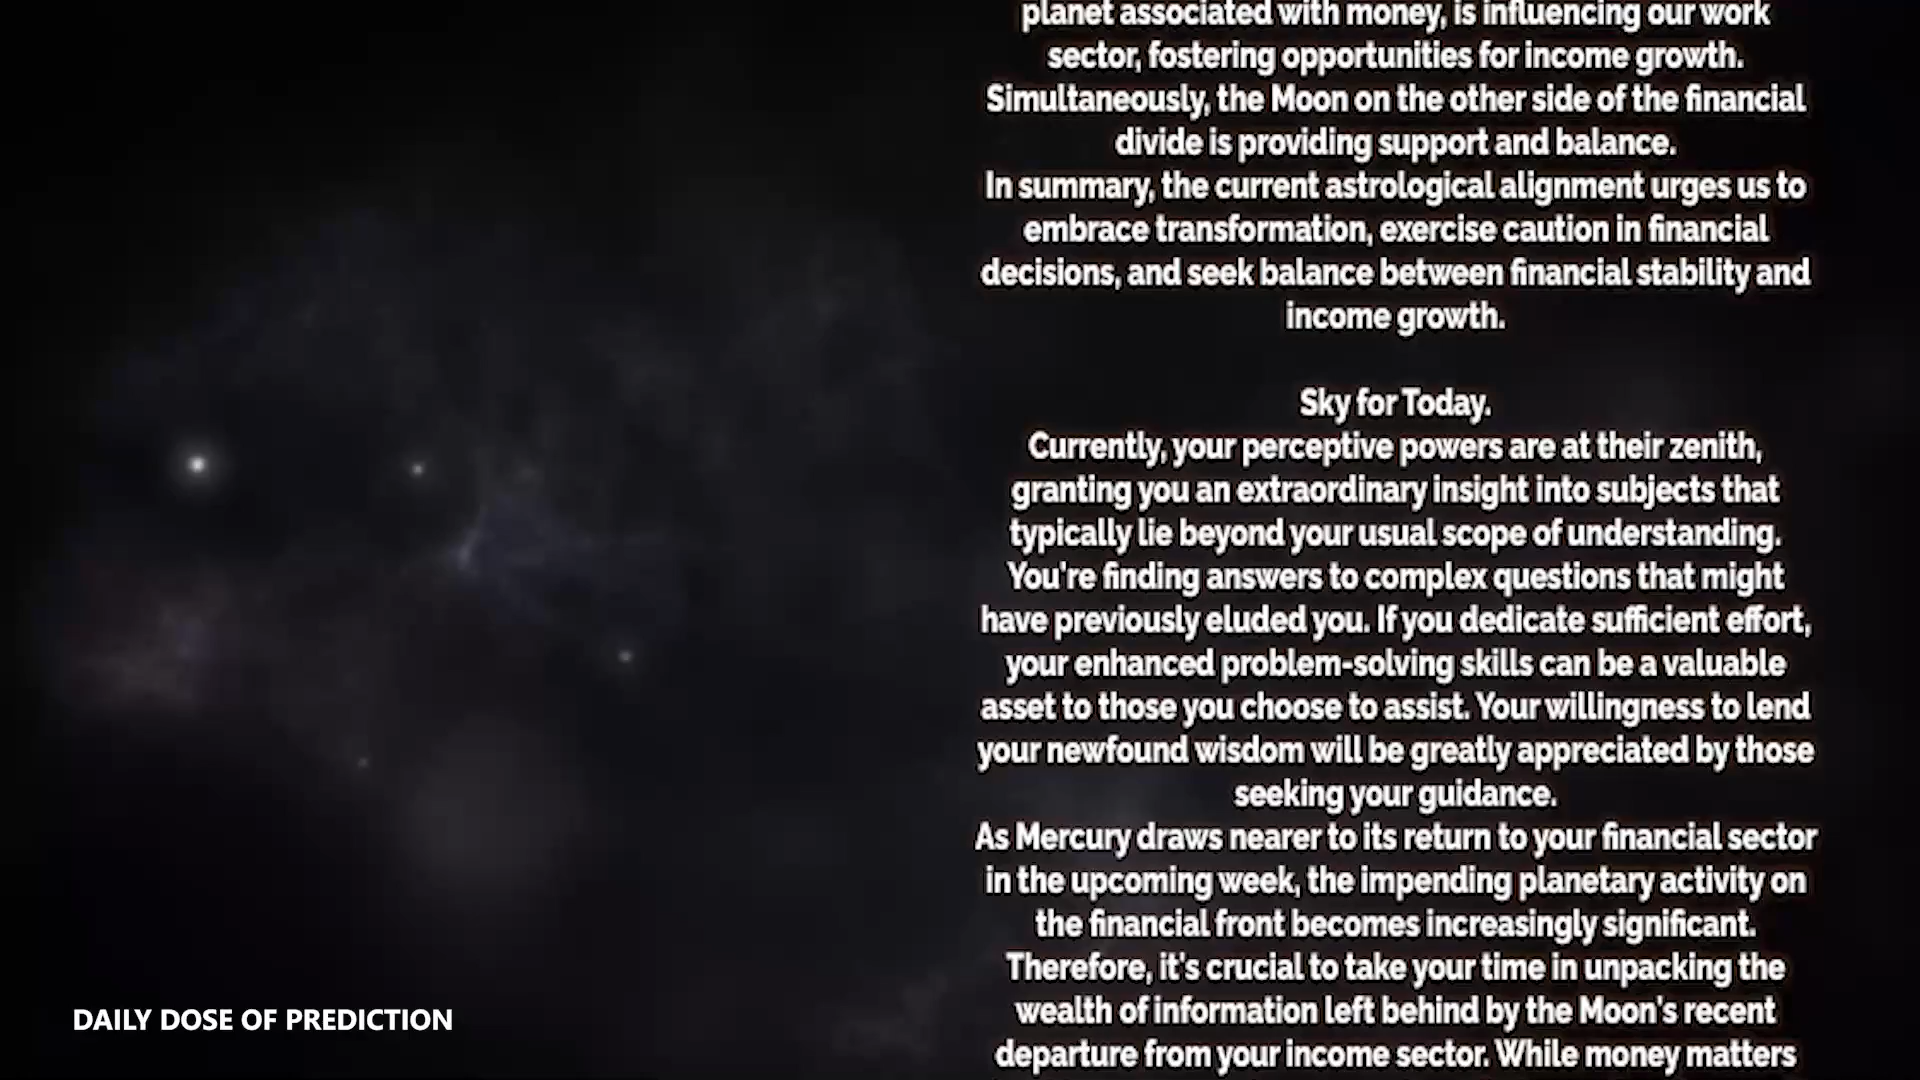 planet associated with money, is influencing our work
sector, fostering opportunities for income growth.
Simultaneously, the Moon on the other side of the financial
divide is providing support and balance.
In summary, the current astrological alignment urges us to
embrace transformation, exercise caution in financial
decisions, and seek balance between financial stability and
income growth.
Sky for Today.
Currently, your perceptive powers are at their zenith,
granting you an extraordinary insight into subjects that
typically lie beyond your usual scope of understanding.
You're finding answers to complex questions that might
have previously eluded you. If you dedicate sufficient effort,
your enhanced problem-solving skills can be a valuable
asset to those you choose to assist. Your willingness to lend
your newfound wisdom will be greatly appreciated by those
seeking your guidance.
As Mercury draws nearer to its return to your financial sector
in the upcoming week, the impending planetary activity on
the financial front becomes increasingly significant.
Therefore, it's crucial to take your time in unpacking the
wealth of information left behind by the Moon's recent
departure from your income sector. While money matters
DAILY DOSE OF PREDICTION